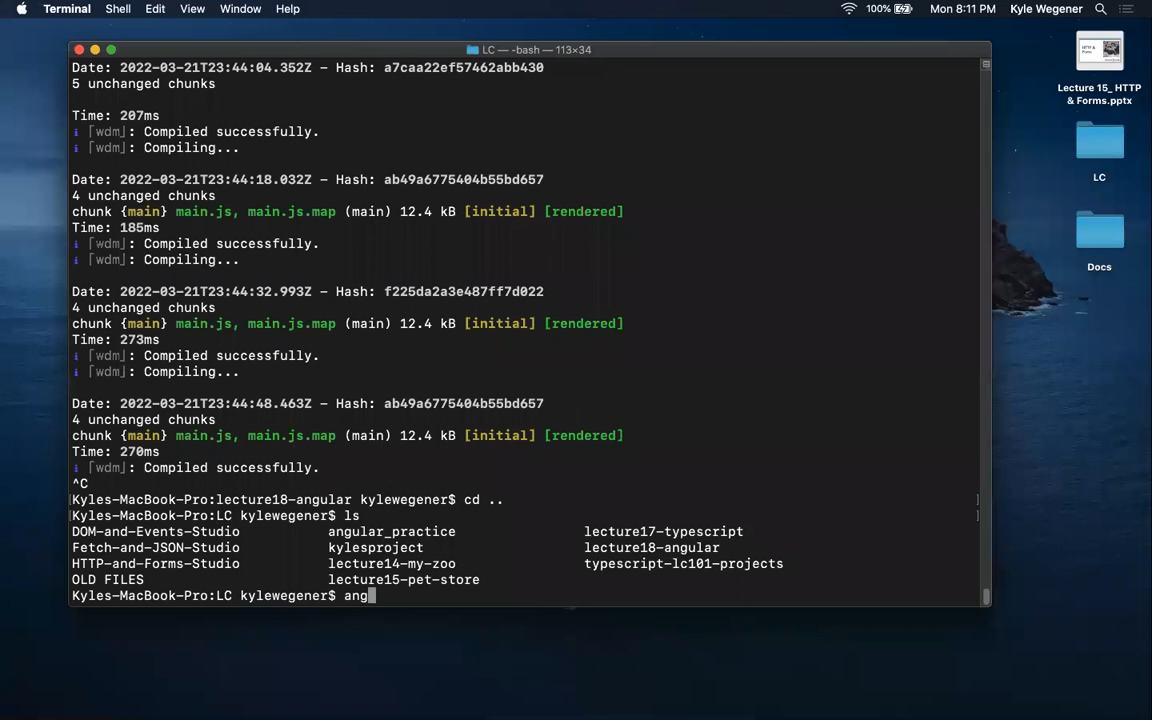 Terminal Shell Edit View Window Help 100% Mon 8:11 PM Kyle Wegener
LC — -bash — 113×34
Date: 2022-03-21T23:44:04.352Z - Hash: a7caa22ef57462abb430
5 unchanged chunks
Time: 207ms
i ｢wdm｣: Compiled successfully.
i ｢wdm｣: Compiling...
Date: 2022-03-21T23:44:18.032Z - Hash: ab49a6775404b55bd657
4 unchanged chunks
chunk {main} main.js, main.js.map (main) 12.4 kB [initial] [rendered]
Time: 185ms
i ｢wdm｣: Compiled successfully.
i ｢wdm｣: Compiling...
Date: 2022-03-21T23:44:32.993Z - Hash: f225da2a3e487ff7d022
4 unchanged chunks
chunk {main} main.js, main.js.map (main) 12.4 kB [initial] [rendered]
Time: 273ms
i ｢wdm｣: Compiled successfully.
i ｢wdm｣: Compiling...
Date: 2022-03-21T23:44:48.463Z - Hash: ab49a6775404b55bd657
4 unchanged chunks
chunk {main} main.js, main.js.map (main) 12.4 kB [initial] [rendered]
Time: 270ms
i ｢wdm｣: Compiled successfully.
^C
[Kyles-MacBook-Pro:lecture18-angular kylewegener$ cd .. ]
[Kyles-MacBook-Pro:LC kylewegener$ ls ]
DOM-and-Events-Studio angular_practice lecture17-typescript
Fetch-and-JSON-Studio kylesproject lecture18-angular
HTTP-and-Forms-Studio lecture14-my-zoo typescript-lc101-projects
OLD FILES lecture15-pet-store
Kyles-MacBook-Pro:LC kylewegener$ ang
HTTP &
Forms
Lecture 15_ HTTP
& Forms.pptx
LC
Docs